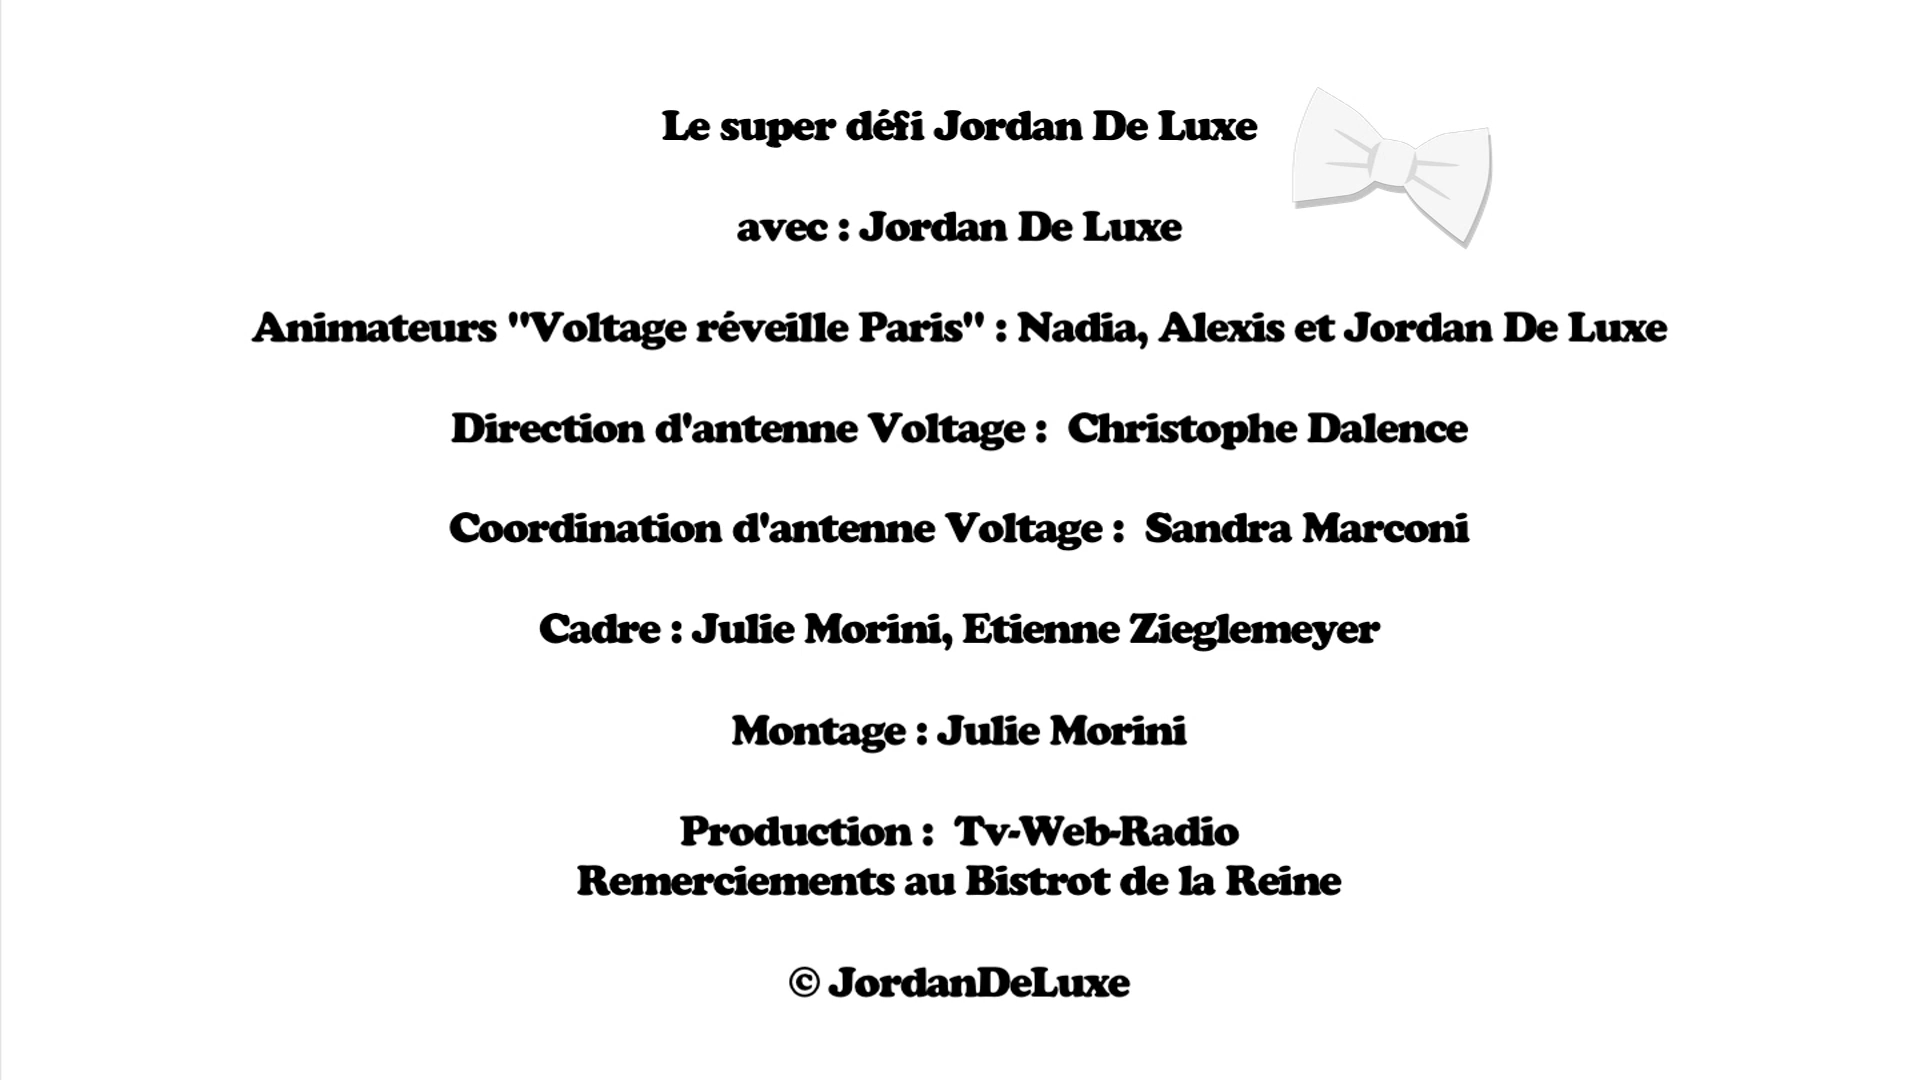 Le super défi Jordan De Luxe
avec : Jordan De Luxe
Animateurs "Voltage réveille Paris" : Nadia, Alexis et Jordan De Luxe
Direction d'antenne Voltage :  Christophe Dalence
Coordination d'antenne Voltage :  Sandra Marconi
Cadre : Julie Morini, Etienne Zieglemeyer
Montage : Julie Morini
Production :  Tv-Web-Radio
Remerciements au Bistrot de la Reine
© JordanDeLuxe